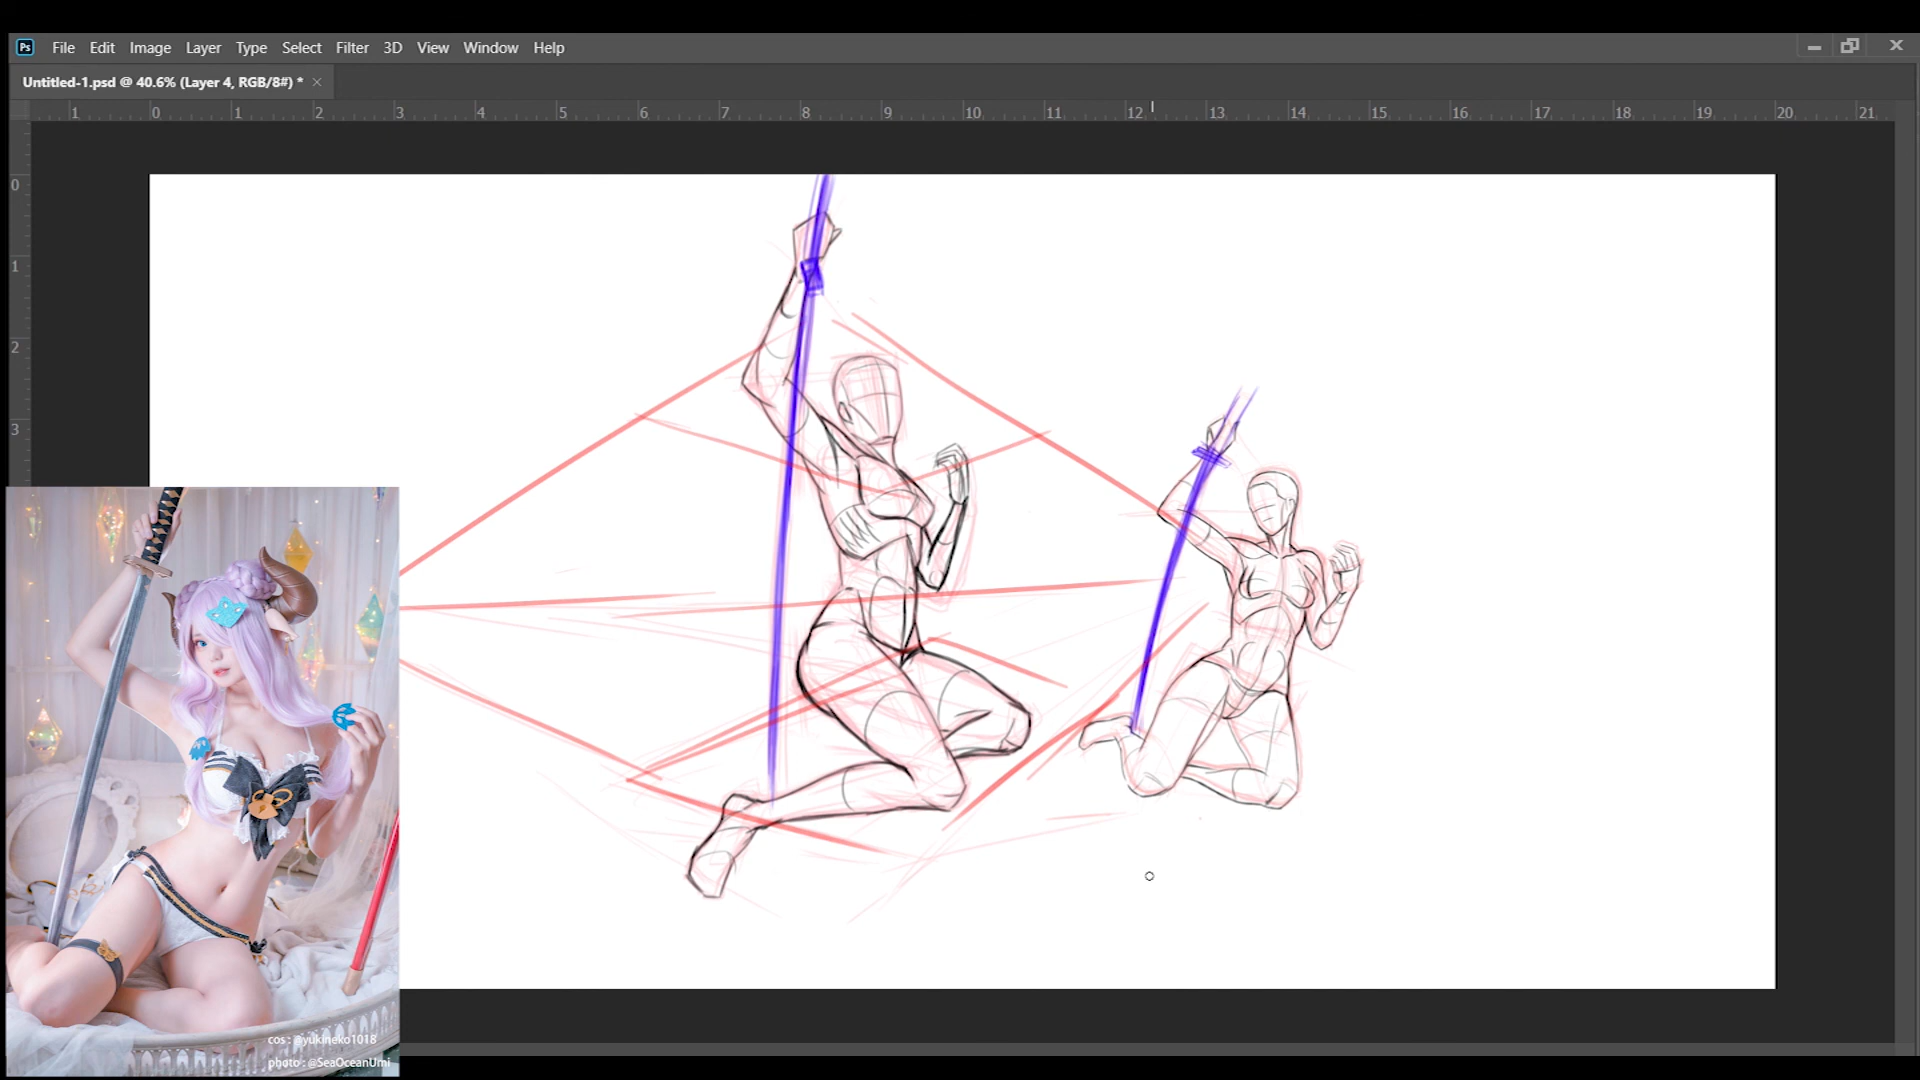 Ps File Edit Image Layer Type Select Filter 3D View Window Help
Untitled-1.psd @ 40.6% (Layer 4, RGB/8#) * ×
1 0 1 2 3 4 5 6 7 8 9 10 11 12 13 14 15 16 17 18 19 20 21
0
1
2
3
cos : @yukineko1018
photo : @SeaOceanUmi